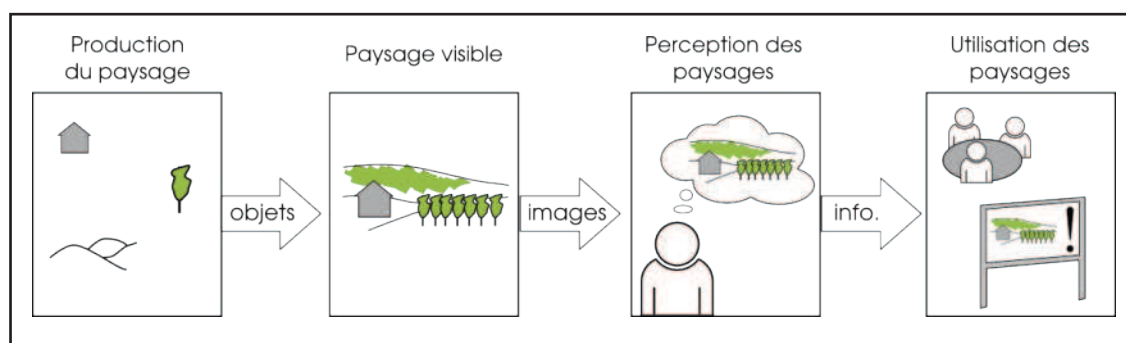 Production
du paysage
Paysage visible
Perception des
paysages
Utilisation des
paysages
objets
images
info.
!